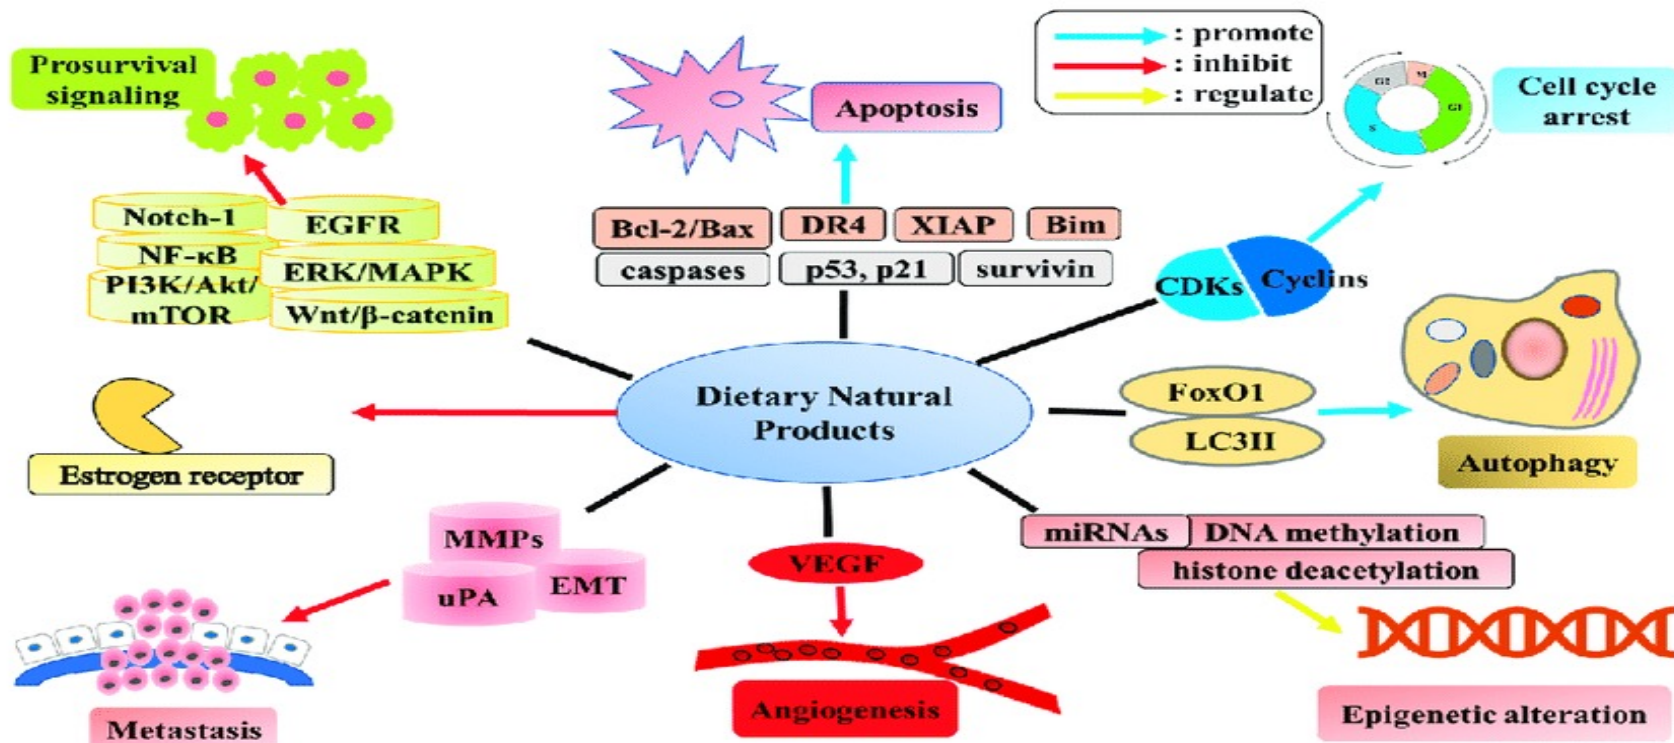 : promote
: inhibit
: regulate
Prosurvival
signaling
Apoptosis
G2
M
G1
S
Cell cycle
arrest
Notch-1
EGFR
NF-κB
ERK/MAPK
PI3K/Akt/
mTOR
Wnt/β-catenin
Bcl-2/Bax
DR4
XIAP
Bim
caspases
p53, p21
survivin
CDKs
Cyclins
Dietary Natural
Products
FoxO1
LC3II
Autophagy
Estrogen receptor
MMPs
uPA
EMT
VEGF
miRNAs
DNA methylation
histone deacetylation
Metastasis
Angiogenesis
Epigenetic alteration